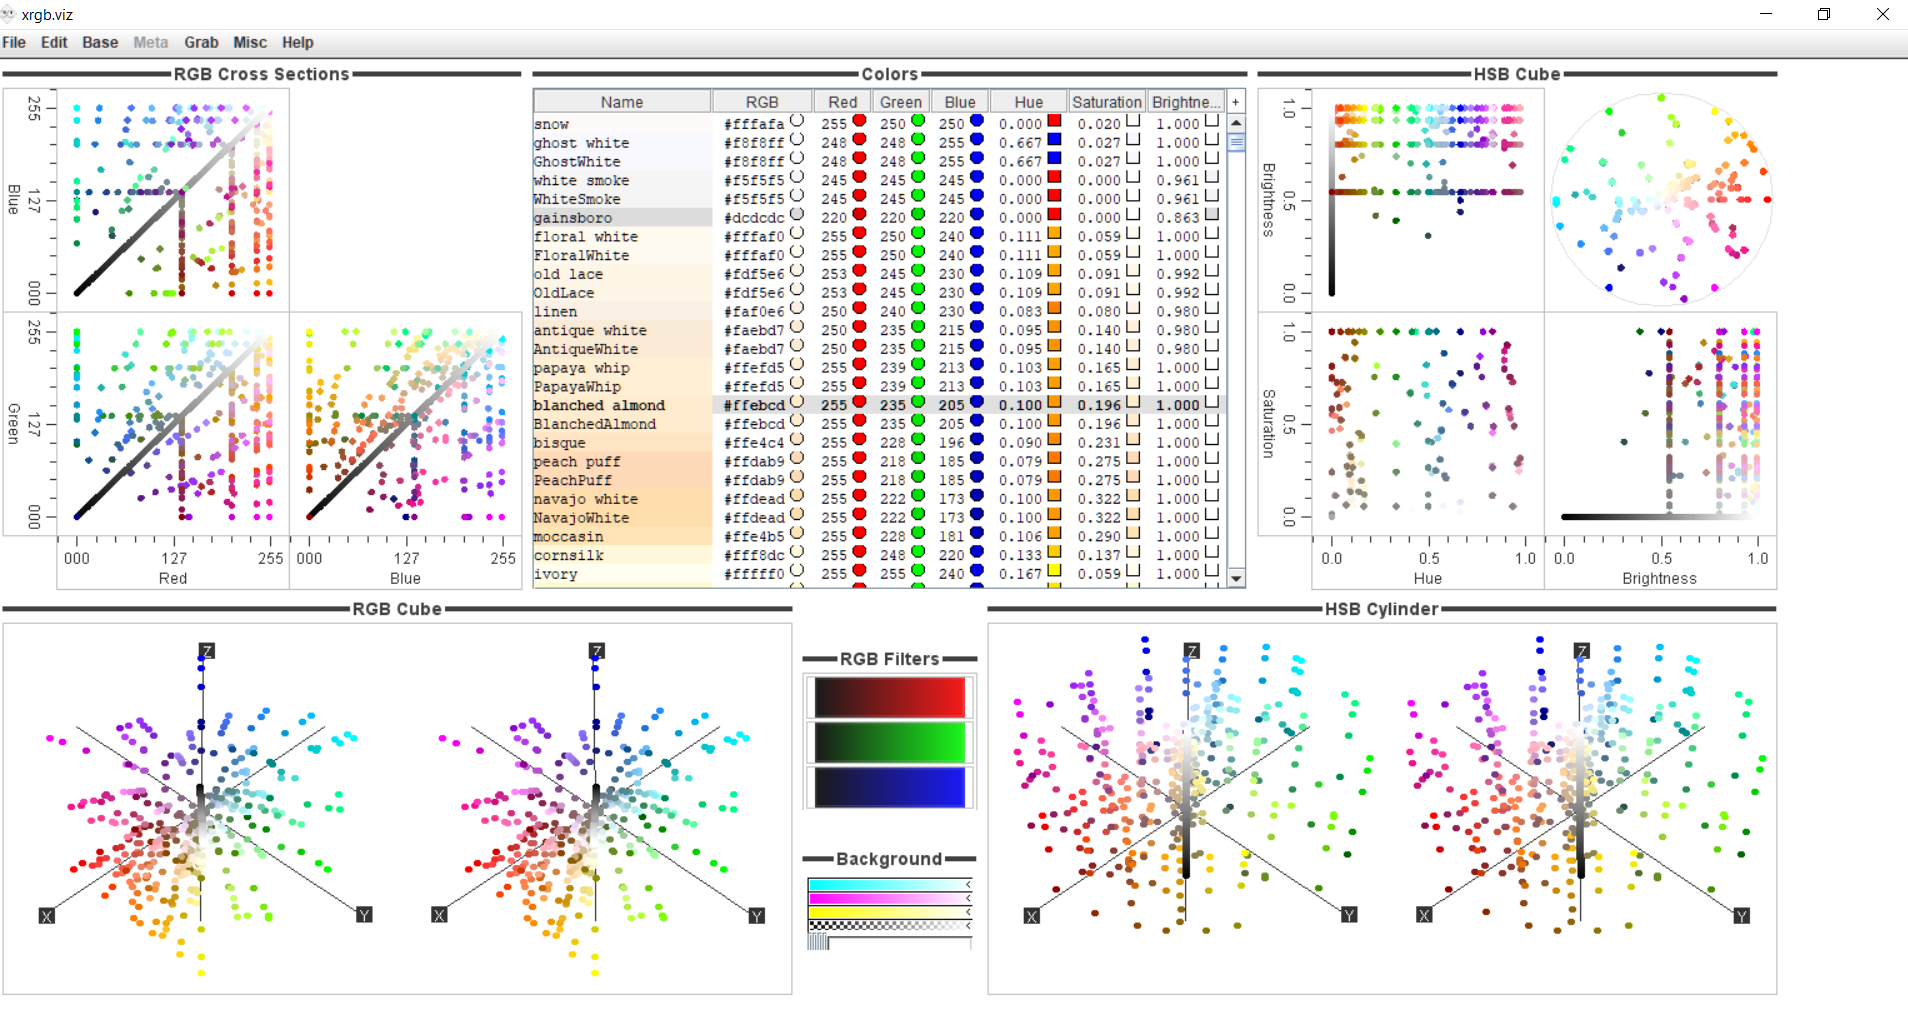 xrgb.viz
File Edit Base Meta Grab Misc Help
RGB Cross Sections
255
127
000
Blue
255
127
000
Green
000 127 255
Red
000 127 255
Blue
Colors
Name RGB Red Green Blue Hue Saturation Brightne... +
snow #fffafa 255 250 250 0.000 0.020 1.000
ghost white #f8f8ff 248 248 255 0.667 0.027 1.000
GhostWhite #f8f8ff 248 248 255 0.667 0.027 1.000
white smoke #f5f5f5 245 245 245 0.000 0.000 0.961
WhiteSmoke #f5f5f5 245 245 245 0.000 0.000 0.961
gainsboro #dcdcdc 220 220 220 0.000 0.000 0.863
floral white #fffaf0 255 250 240 0.111 0.059 1.000
FloralWhite #fffaf0 255 250 240 0.111 0.059 1.000
old lace #fdf5e6 253 245 230 0.109 0.091 0.992
OldLace #fdf5e6 253 245 230 0.109 0.091 0.992
linen #faf0e6 250 240 230 0.083 0.080 0.980
antique white #faebd7 250 235 215 0.095 0.140 0.980
AntiqueWhite #faebd7 250 235 215 0.095 0.140 0.980
papaya whip #ffefd5 255 239 213 0.103 0.165 1.000
PapayaWhip #ffefd5 255 239 213 0.103 0.165 1.000
blanched almond #ffebcd 255 235 205 0.100 0.196 1.000
BlanchedAlmond #ffebcd 255 235 205 0.100 0.196 1.000
bisque #ffe4c4 255 228 196 0.090 0.231 1.000
peach puff #ffdab9 255 218 185 0.079 0.275 1.000
PeachPuff #ffdab9 255 218 185 0.079 0.275 1.000
navajo white #ffdead 255 222 173 0.100 0.322 1.000
NavajoWhite #ffdead 255 222 173 0.100 0.322 1.000
moccasin #ffe4b5 255 228 181 0.106 0.290 1.000
cornsilk #fff8dc 255 248 220 0.133 0.137 1.000
ivory #fffff0 255 255 240 0.167 0.059 1.000
HSB Cube
1.0
0.5
0.0
Brightness
1.0
0.5
0.0
Saturation
0.0 0.5 1.0
Hue
0.0 0.5 1.0
Brightness
RGB Cube
Z
X
Y
Z
X
Y
RGB Filters
Background
HSB Cylinder
Z
X
Y
Z
X
Y